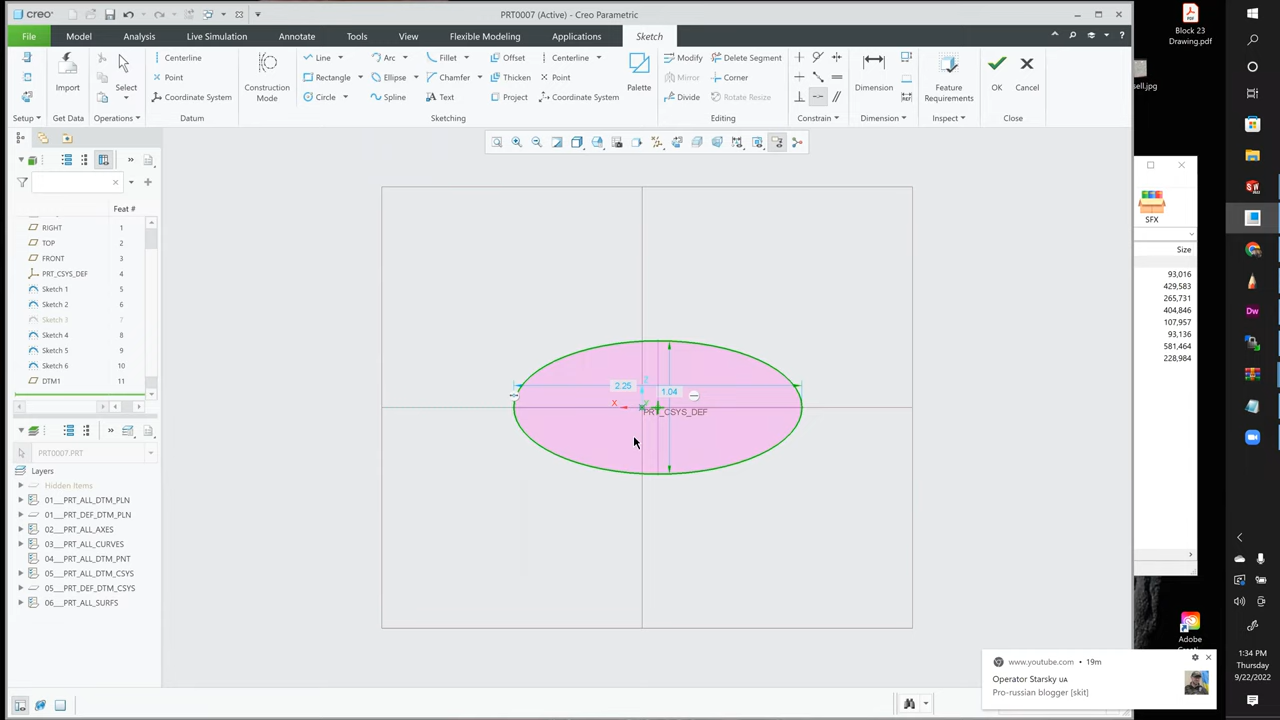 creo
PRT0007 (Active) - Creo Parametric
File Model Analysis Live Simulation Annotate Tools View Flexible Modeling Applications Sketch
Setup
Import
Get Data
Select
Operations
Centerline
Point
Coordinate System
Datum
Construction Mode
Line Arc Fillet Offset Centerline
Rectangle Ellipse Chamfer Thicken Point
Circle Spline Text Project Coordinate System
Palette
Sketching
Modify Delete Segment
Mirror Corner
Divide Rotate Resize
Editing
Constrain
Dimension
Dimension
Feature Requirements
Inspect
OK
Cancel
Close
Feat #
RIGHT 1
TOP 2
FRONT 3
PRT_CSYS_DEF 4
Sketch 1 5
Sketch 2 6
Sketch 3 7
Sketch 4 8
Sketch 5 9
Sketch 6 10
DTM1 11
PRT0007.PRT
Layers
Hidden Items
01___PRT_ALL_DTM_PLN
01___PRT_DEF_DTM_PLN
02___PRT_ALL_AXES
03___PRT_ALL_CURVES
04___PRT_ALL_DTM_PNT
05___PRT_ALL_DTM_CSYS
05___PRT_DEF_DTM_CSYS
06___PRT_ALL_SURFS
2.25
1.04
X
PRT_CSYS_DEF
Block 23
Drawing.pdf
sell.jpg
SFX
Size
93,016
429,583
265,731
404,846
107,957
93,136
581,464
228,984
Adobe
www.youtube.com • 19m
Operator Starsky UA
Pro-russian blogger [skit]
Dw
1:34 PM
Thursday
9/22/2022